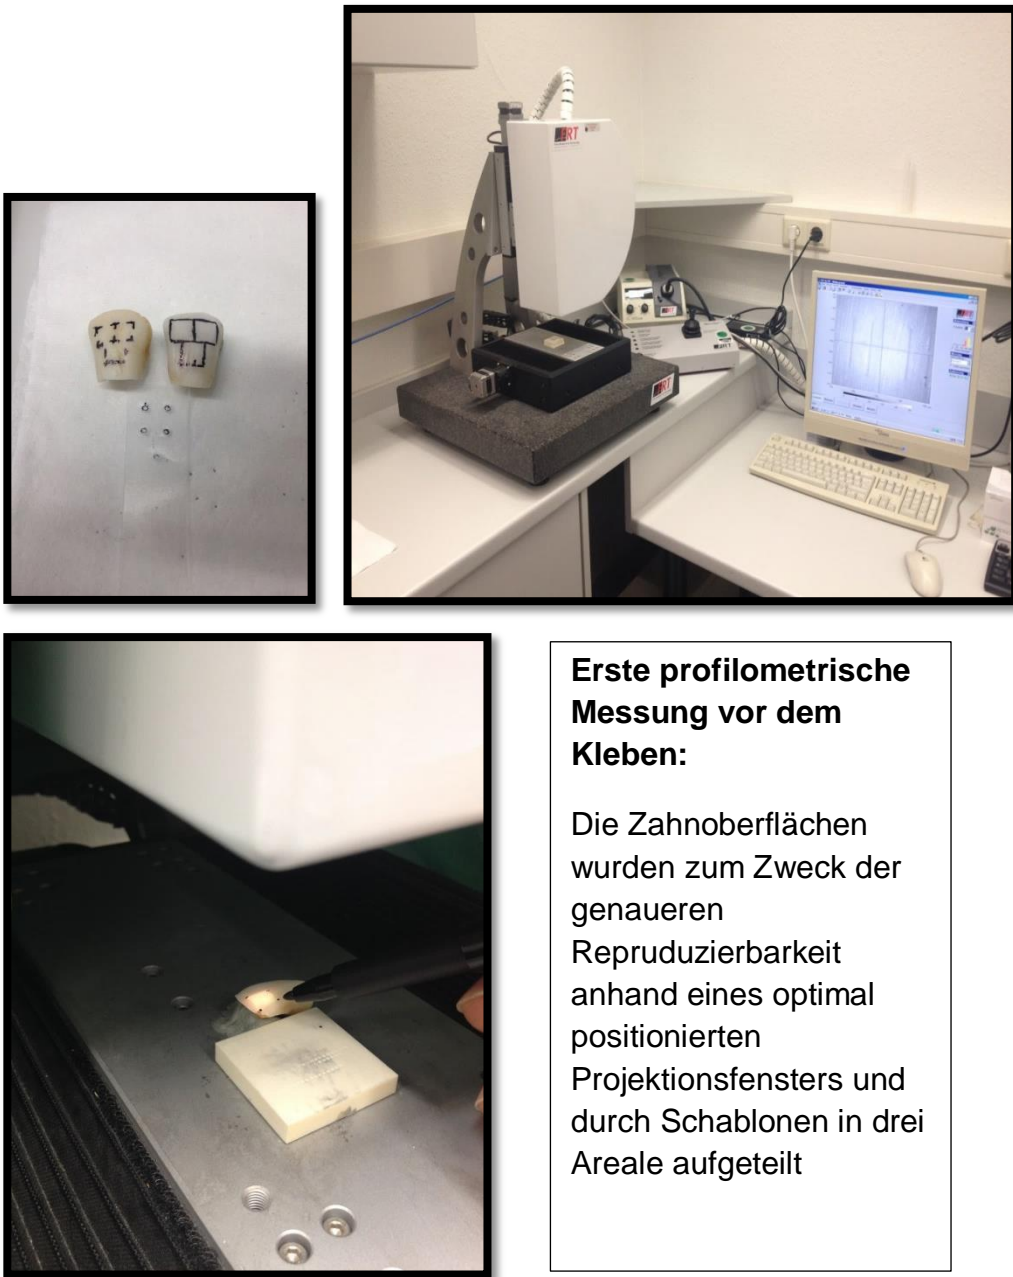 Erste profilometrische
Messung vor dem
Kleben:
Die Zahnoberflächen
wurden zum Zweck der
genaueren
Repruduzierbarkeit
anhand eines optimal
positionierten
Projektionsfensters und
durch Schablonen in drei
Areale aufgeteilt